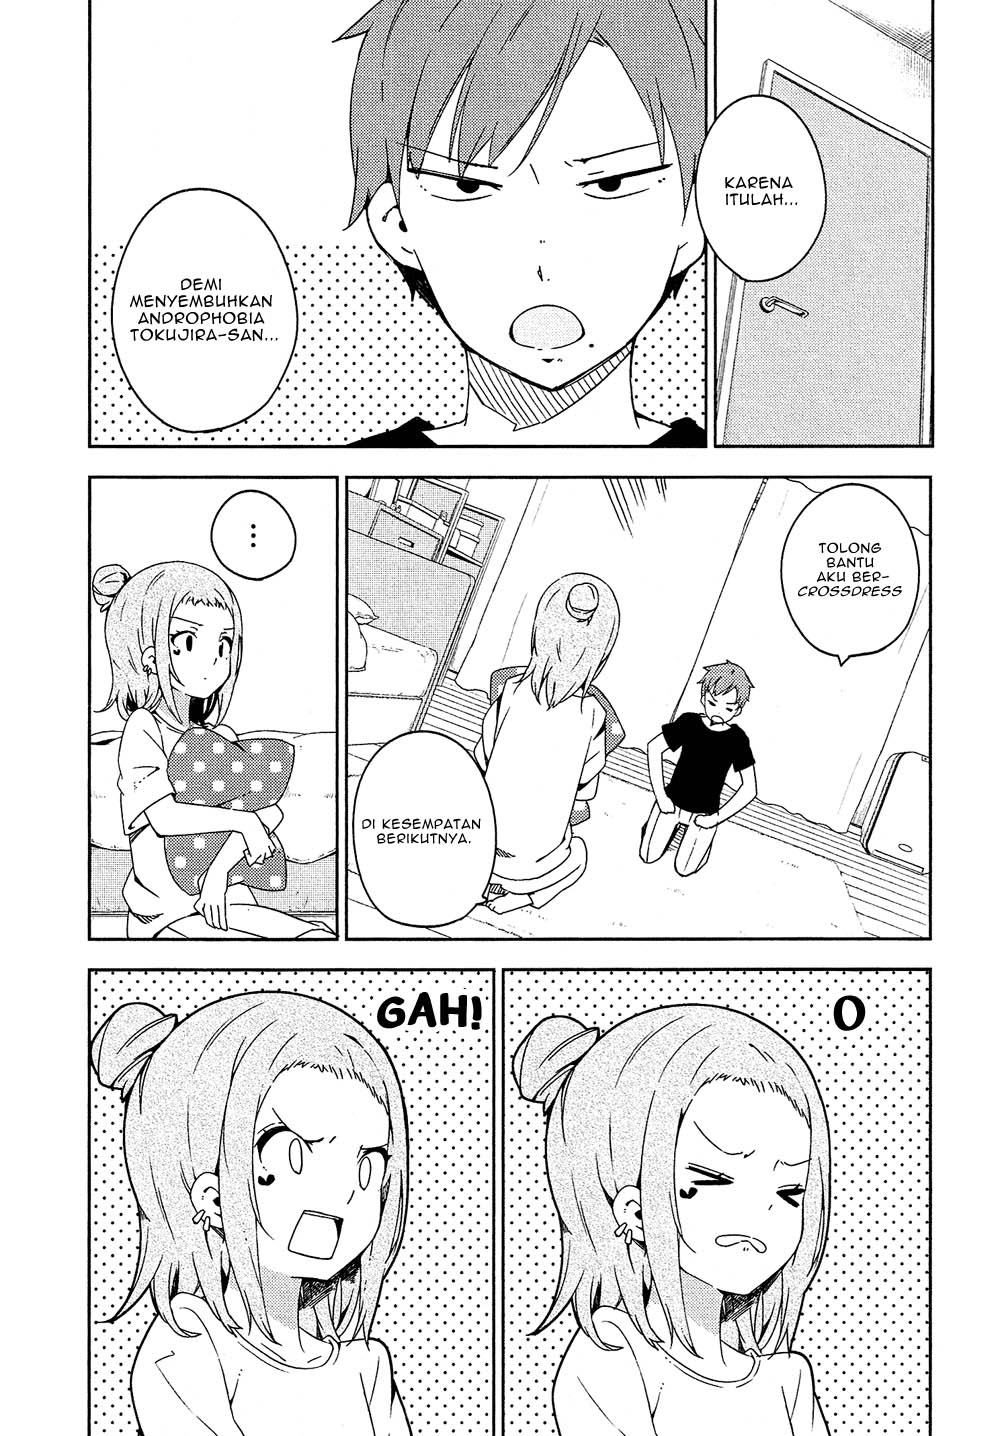 KARENA
ITULAH...
DEMI
MENYEMBUHKAN
ANDROPHOBIA
TOKUJIRA-SAN...
TOLONG
BANTU
AKU BER-
CROSSDRESS
DI KESEMPATAN
BERIKUTNYA.
...
O
GAH!